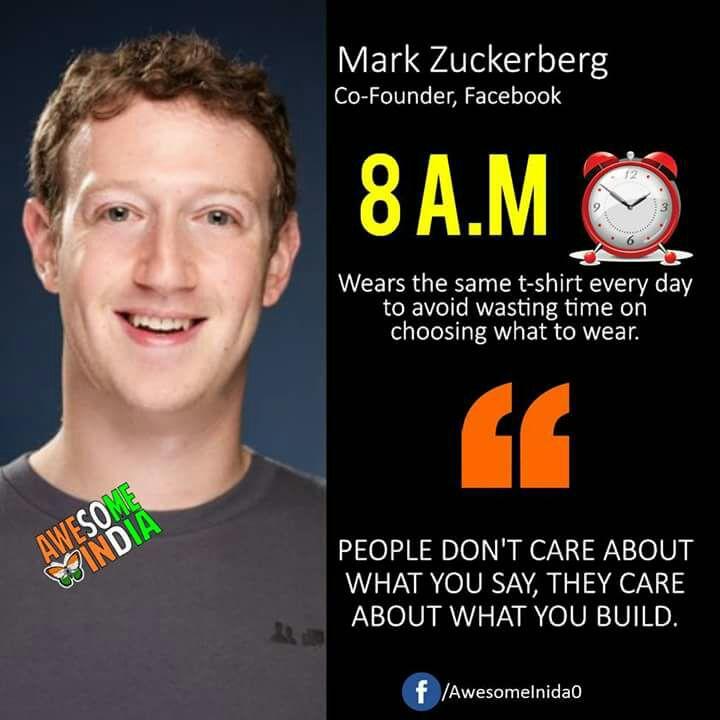 Mark Zuckerberg
Co-Founder, Facebook
8 A.M
12
3
6
9
Wears the same t-shirt every day
to avoid wasting time on
choosing what to wear.
“
PEOPLE DON'T CARE ABOUT
WHAT YOU SAY, THEY CARE
ABOUT WHAT YOU BUILD.
AWESOME
INDIA
f /AwesomeInida0